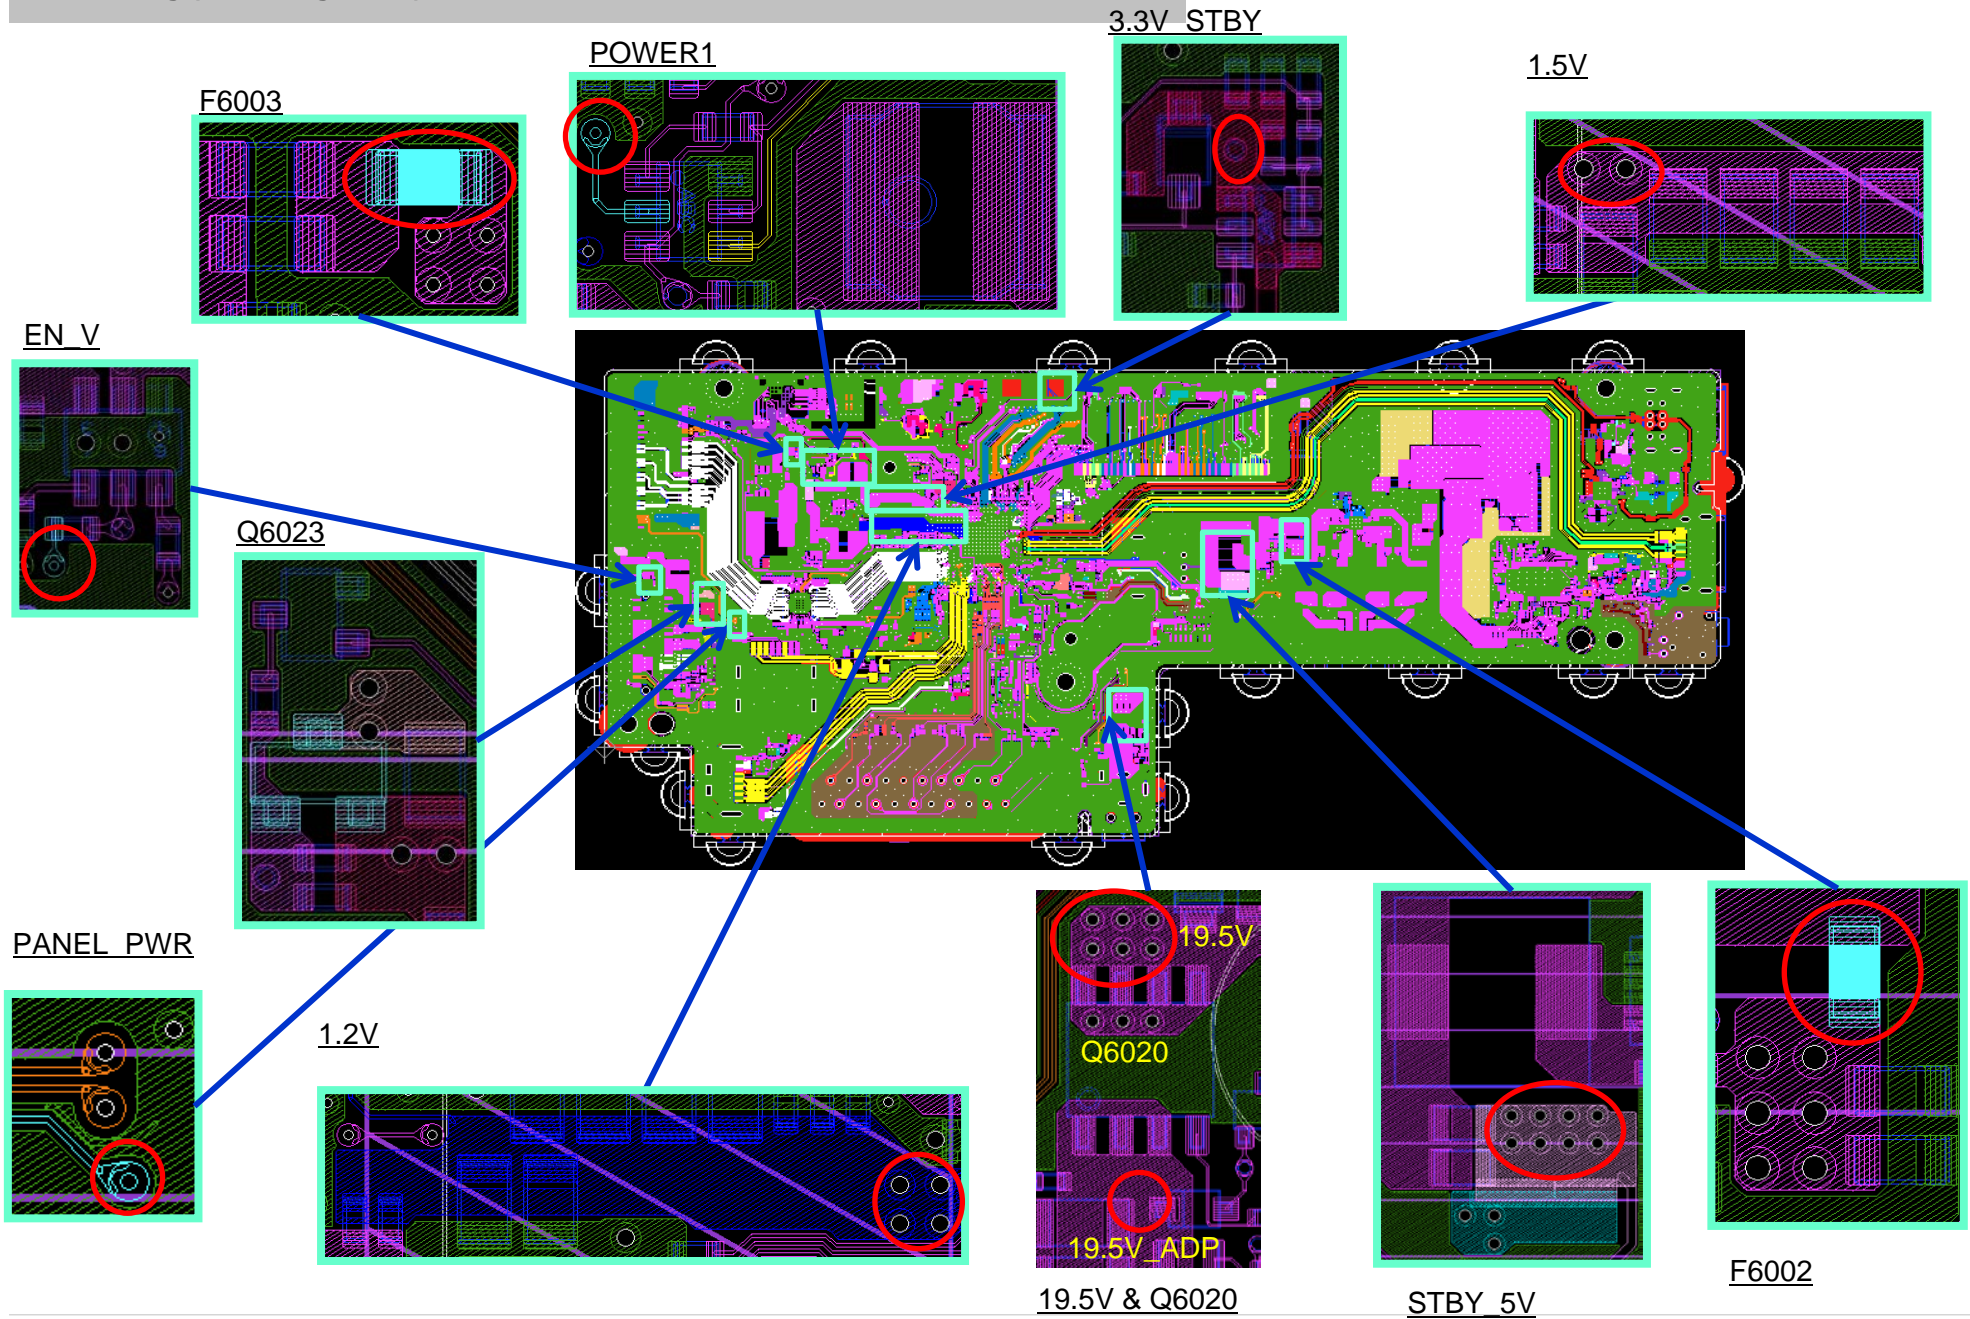 3.3V_STBY
POWER1
1.5V
F6003
EN_V
Q6023
PANEL_PWR
1.2V
19.5V
Q6020
19.5V_ADP
19.5V & Q6020
STBY_5V
F6002